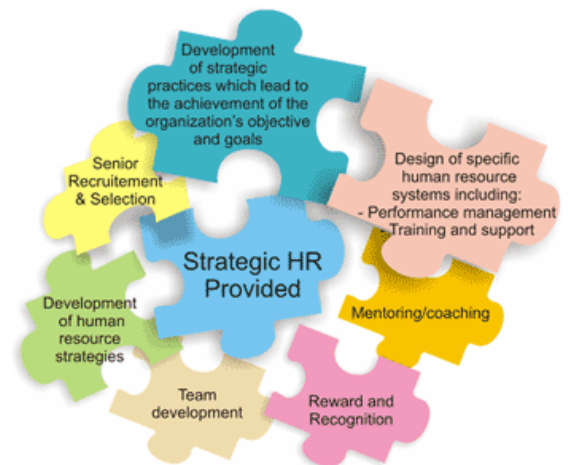 Development
of strategic
practices which lead to
the achievement of the
organization's objective
and goals
Senior
Recruitement
& Selection
Design of specific
human resource
systems including:
- Performance management
- Training and support
Strategic HR
Provided
Mentoring/coaching
Development
of human
resource
strategies
Team
development
Reward and
Recognition